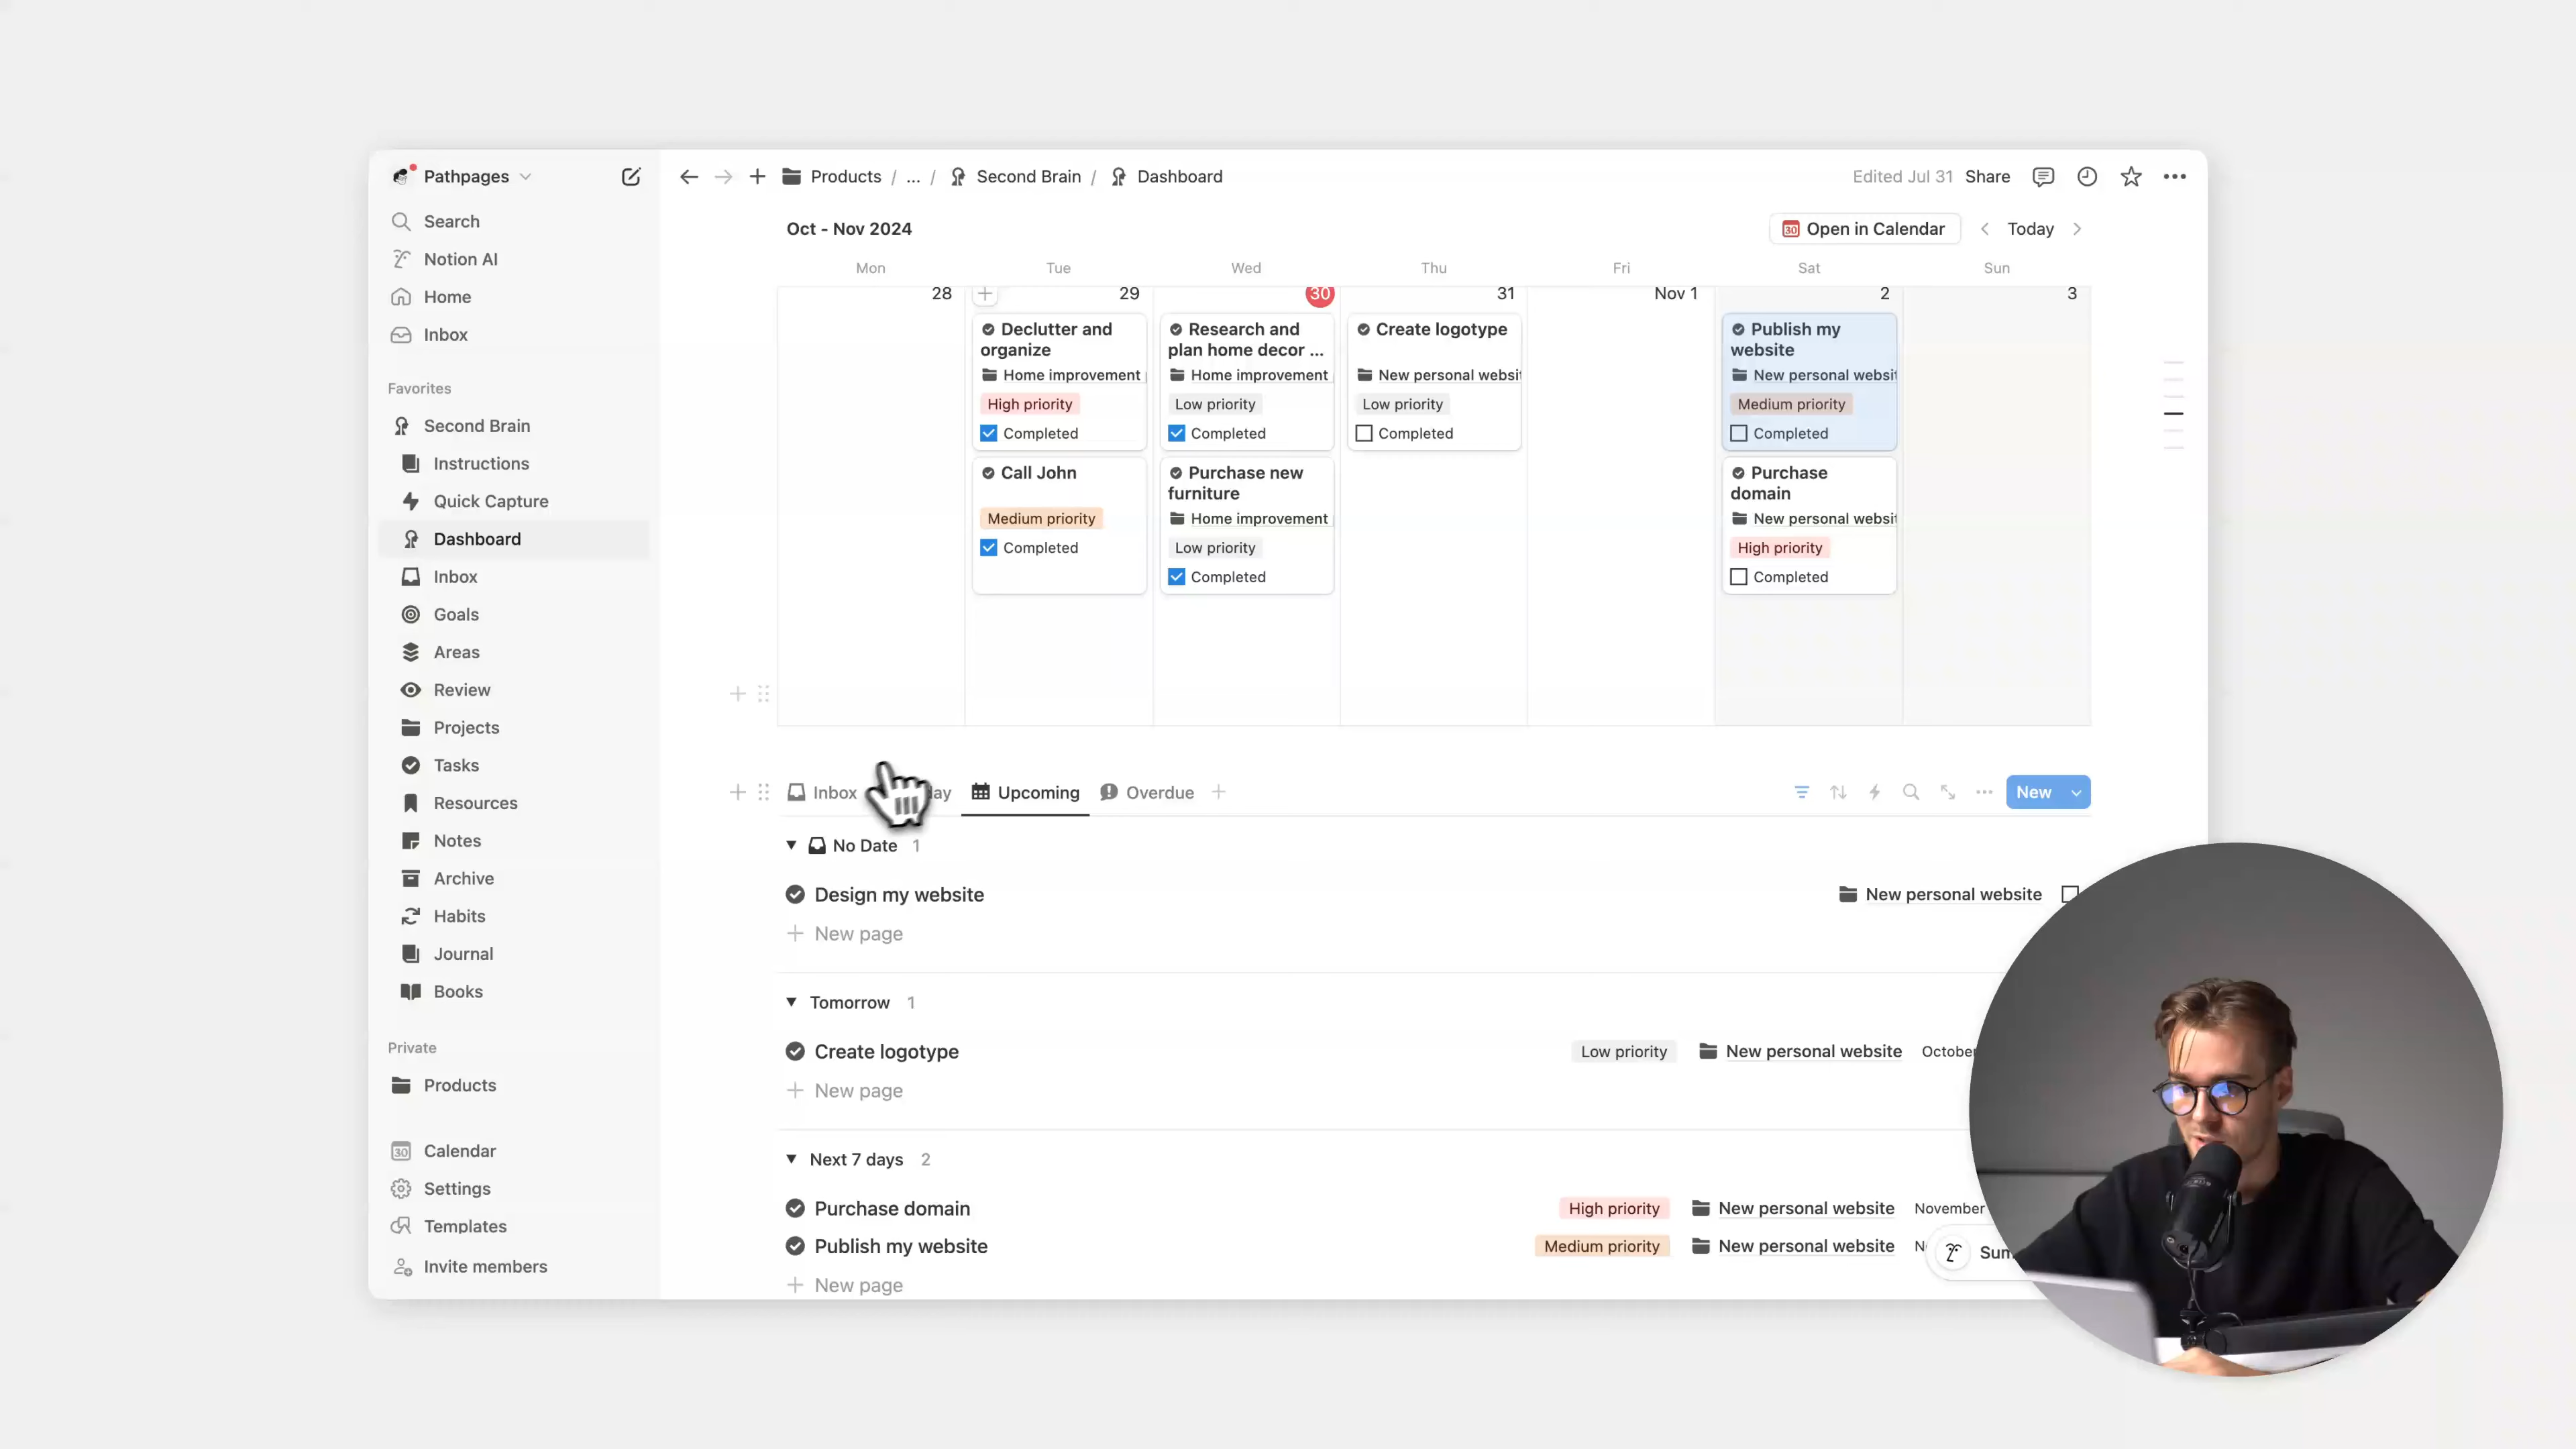 Pathpages
Products / ... / Second Brain / Dashboard
Edited Jul 31 Share
Search
Notion AI
Home
Inbox
Favorites
Second Brain
Instructions
Quick Capture
Dashboard
Inbox
Goals
Areas
Review
Projects
Tasks
Resources
Notes
Archive
Habits
Journal
Books
Private
Products
30 Calendar
Settings
Templates
Invite members
Oct - Nov 2024
30 Open in Calendar
Today
Mon Tue Wed Thu Fri Sat Sun
28 29 30 31 Nov 1 2 3
Declutter and
organize
Home improvement
High priority
Completed
Call John
Medium priority
Completed
Research and
plan home decor ...
Home improvement
Low priority
Completed
Purchase new
furniture
Home improvement
Low priority
Completed
Create logotype
New personal websit
Low priority
Completed
Publish my
website
New personal websit
Medium priority
Completed
Purchase
domain
New personal websit
High priority
Completed
Inbox Upcoming Overdue
New
No Date 1
Design my website New personal website
New page
Tomorrow 1
Create logotype Low priority New personal website October
New page
Next 7 days 2
Purchase domain High priority New personal website November
Publish my website Medium priority New personal website
New page